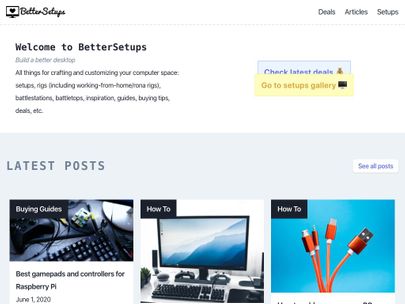 BetterSetups
Deals Articles Setups
Welcome to BetterSetups
Build a better desktop
All things for crafting and customizing your computer space:
setups, rigs (including working-from-home/rona rigs),
battlestations, battletops, inspiration, guides, buying tips,
deals, etc.
Check latest deals
Go to setups gallery
LATEST POSTS
See all posts
Buying Guides
How To
How To
Best gamepads and controllers for
Raspberry Pi
June 1, 2020